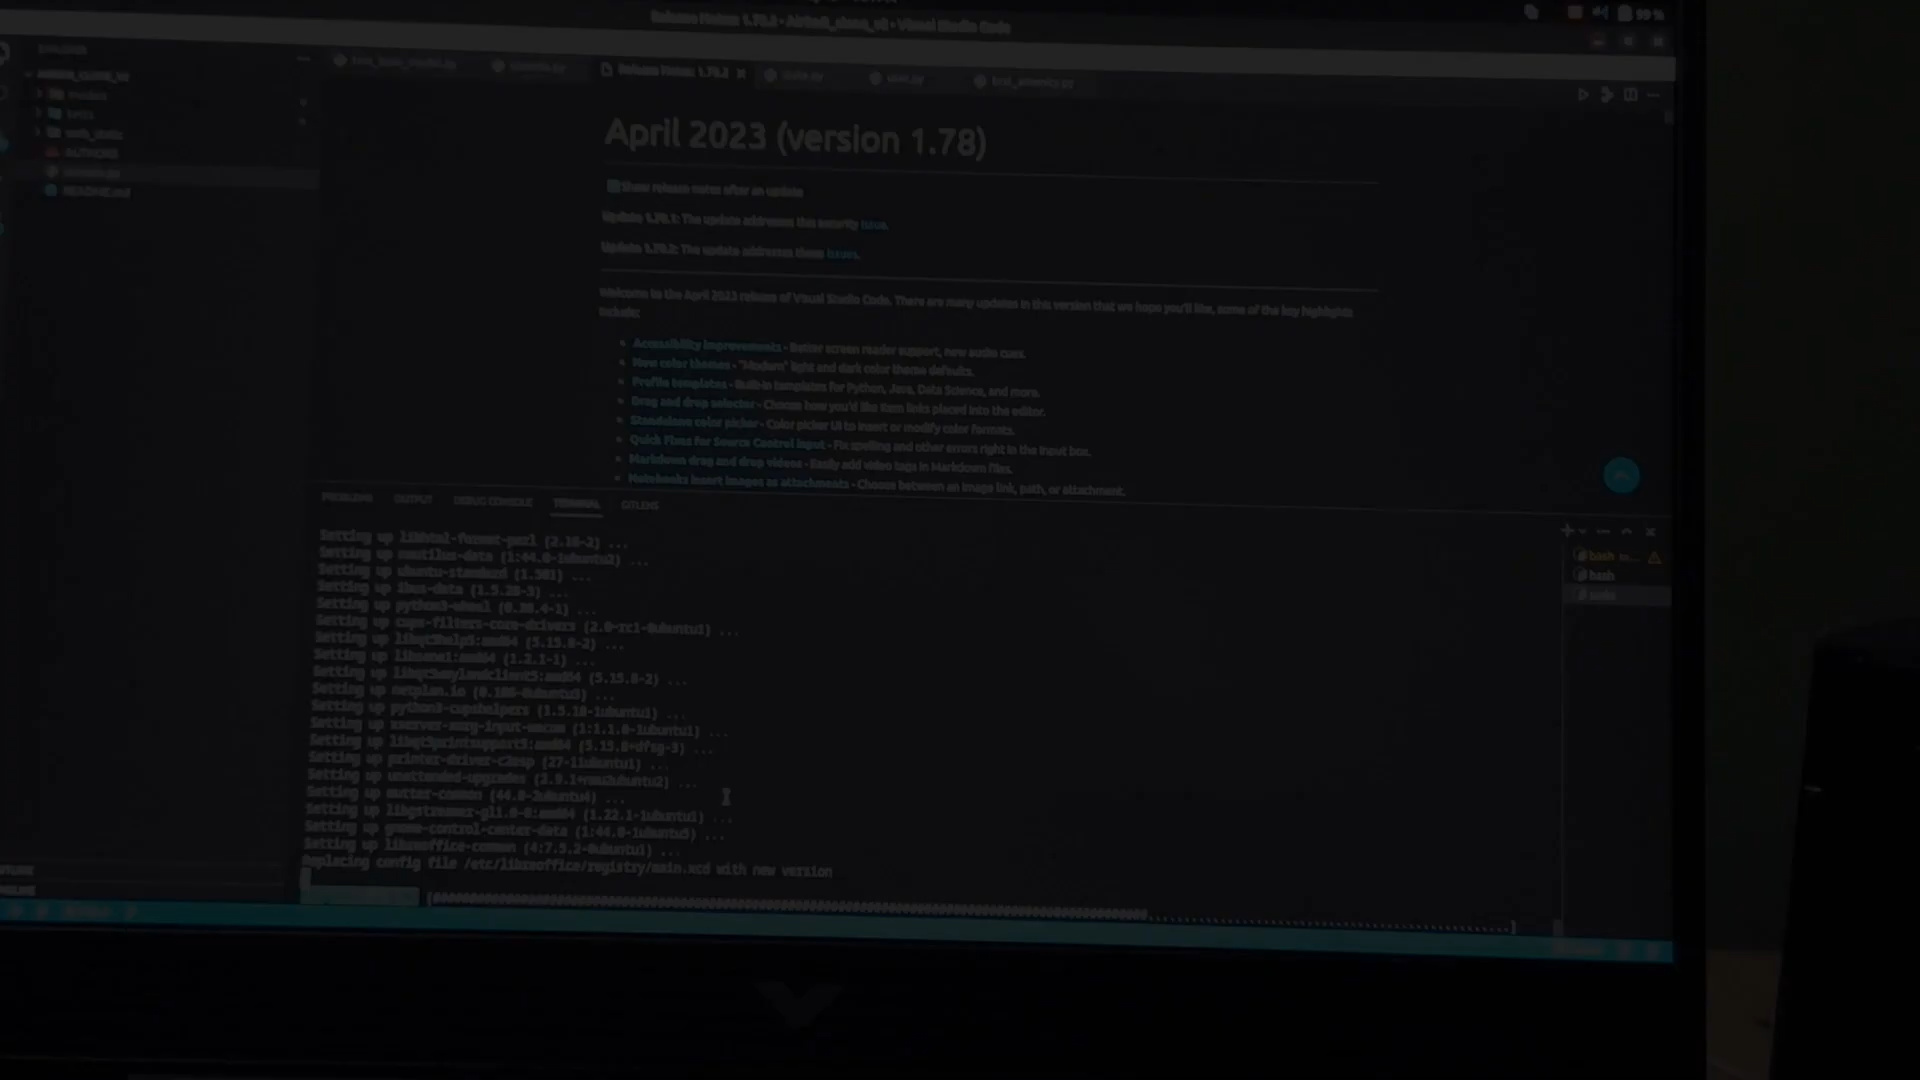 Release Notes: 1.78.2 - AirBnB_clone_v2 - Visual Studio Code
99 %
EXPLORER
models
tests
web_static
AUTHORS
console.py
README.md
test_base_model.py
console.py
Release Notes: 1.78.2
state.py
user.py
test_amenity.py
April 2023 (version 1.78)
Show release notes after an update
Update 1.78.1: The update addresses this security issue.
Update 1.78.2: The update addresses these issues.
Welcome to the April 2023 release of Visual Studio Code. There are many updates in this version that we hope you'll like, some of the key highlights
include:
Accessibility improvements - Better screen reader support, new audio cues.
New color themes - "Modern" light and dark color theme defaults.
Profile templates - Built-in templates for Python, Java, Data Science, and more.
Drag and drop selector - Choose how you'd like item links placed into the editor.
Standalone color picker - Color picker UI to insert or modify color formats.
Quick Fixes for Source Control input - Fix spelling and other errors right in the input box.
Markdown drag and drop videos - Easily add video tags in Markdown files.
Notebooks insert images as attachments - Choose between an image link, path, or attachment.
PROBLEMS OUTPUT DEBUG CONSOLE TERMINAL GITLENS
bash
bash
sudo
Setting up libhtml-format-perl (2.16-2) ...
Setting up nautilus-data (1:44.0-1ubuntu2) ...
Setting up ubuntu-standard (1.501) ...
Setting up ibus-data (1.5.28-3) ...
Setting up python3-wheel (0.38.4-1) ...
Setting up cups-filters-core-drivers (2.0~rc1-0ubuntu1) ...
Setting up libqt5help5:amd64 (5.15.8-2) ...
Setting up libsane1:amd64 (1.2.1-1) ...
Setting up libqt5waylandclient5:amd64 (5.15.8-2) ...
Setting up netplan.io (0.106-0ubuntu3) ...
Setting up python3-cupshelpers (1.5.18-1ubuntu1) ...
Setting up xserver-xorg-input-wacom (1:1.1.0-1ubuntu1) ...
Setting up libqt5printsupport5:amd64 (5.15.8+dfsg-3) ...
Setting up printer-driver-c2esp (27-11ubuntu1) ...
Setting up unattended-upgrades (2.9.1+nmu2ubuntu2) ...
Setting up mutter-common (44.0-2ubuntu4) ...
Setting up libgstreamer-gl1.0-0:amd64 (1.22.1-1ubuntu1) ...
Setting up gnome-control-center-data (1:44.0-1ubuntu5) ...
Setting up libreoffice-common (4:7.5.2-0ubuntu1) ...
Replacing config file /etc/libreoffice/registry/main.xcd with new version